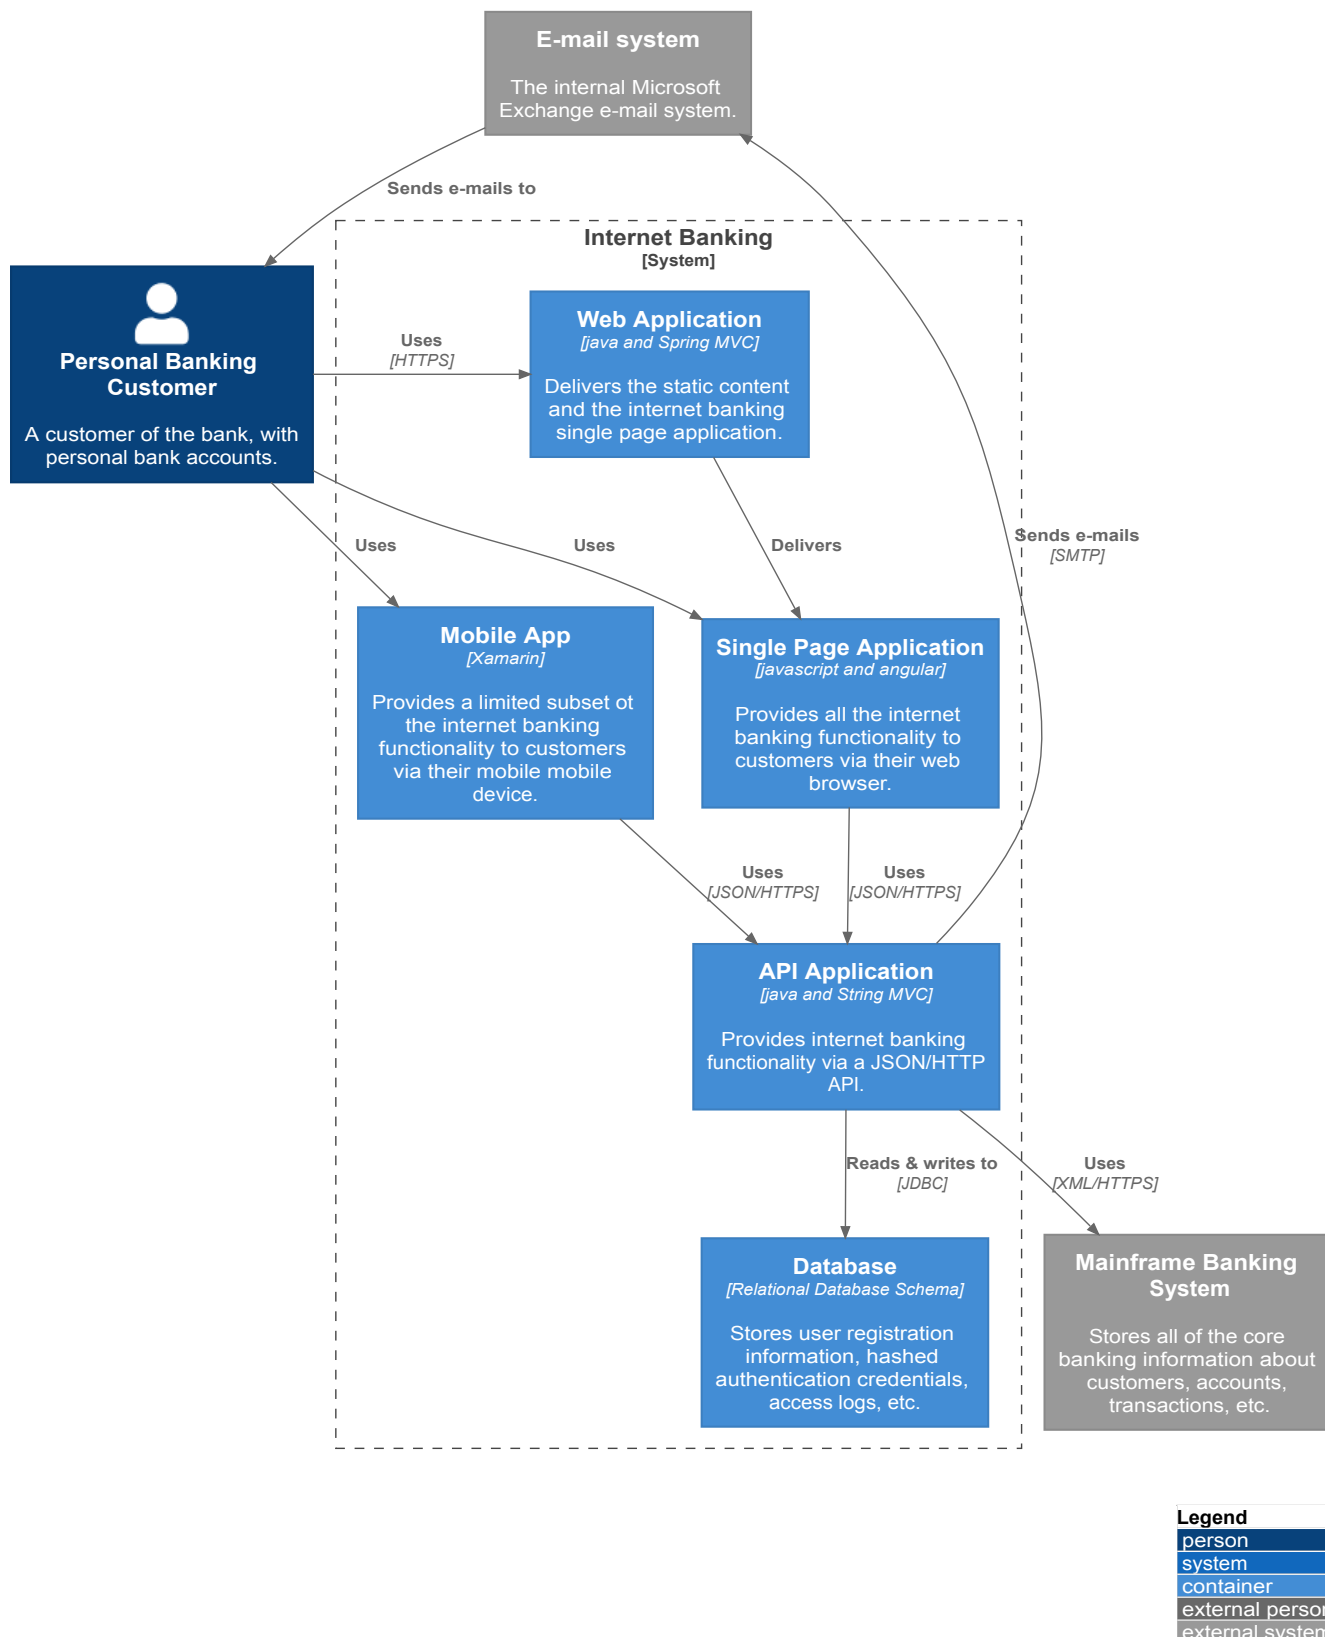 E-mail system
The internal Microsoft
Exchange e-mail system.
Sends e-mails to
Internet Banking
[System]
Personal Banking
Customer
A customer of the bank, with
personal bank accounts.
Uses
[HTTPS]
Web Application
[java and Spring MVC]
Delivers the static content
and the internet banking
single page application.
Uses
Uses
Delivers
Sends e-mails
[SMTP]
Mobile App
[Xamarin]
Provides a limited subset ot
the internet banking
functionality to customers
via their mobile mobile
device.
Single Page Application
[javascript and angular]
Provides all the internet
banking functionality to
customers via their web
browser.
Uses
[JSON/HTTPS]
Uses
[JSON/HTTPS]
API Application
[java and String MVC]
Provides internet banking
functionality via a JSON/HTTP
API.
Reads & writes to
[JDBC]
Uses
[XML/HTTPS]
Database
[Relational Database Schema]
Stores user registration
information, hashed
authentication credentials,
access logs, etc.
Mainframe Banking
System
Stores all of the core
banking information about
customers, accounts,
transactions, etc.
Legend
person
system
container
external person
external system